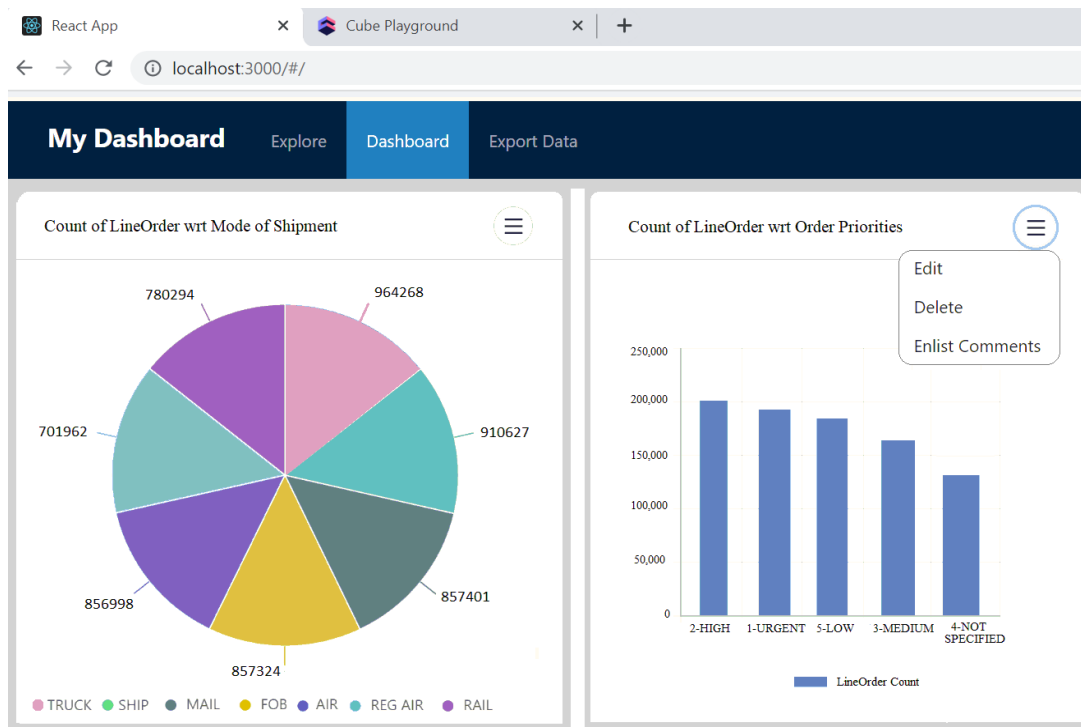 React App
Cube Playground
localhost:3000/#/
My Dashboard Explore Dashboard Export Data
Count of LineOrder wrt Mode of Shipment
780294
964268
701962
910627
856998
857401
857324
TRUCK SHIP MAIL FOB AIR REG AIR RAIL
Count of LineOrder wrt Order Priorities
Edit
Delete
Enlist Comments
250,000
200,000
150,000
100,000
50,000
0
2-HIGH 1-URGENT 5-LOW 3-MEDIUM 4-NOT
SPECIFIED
LineOrder Count